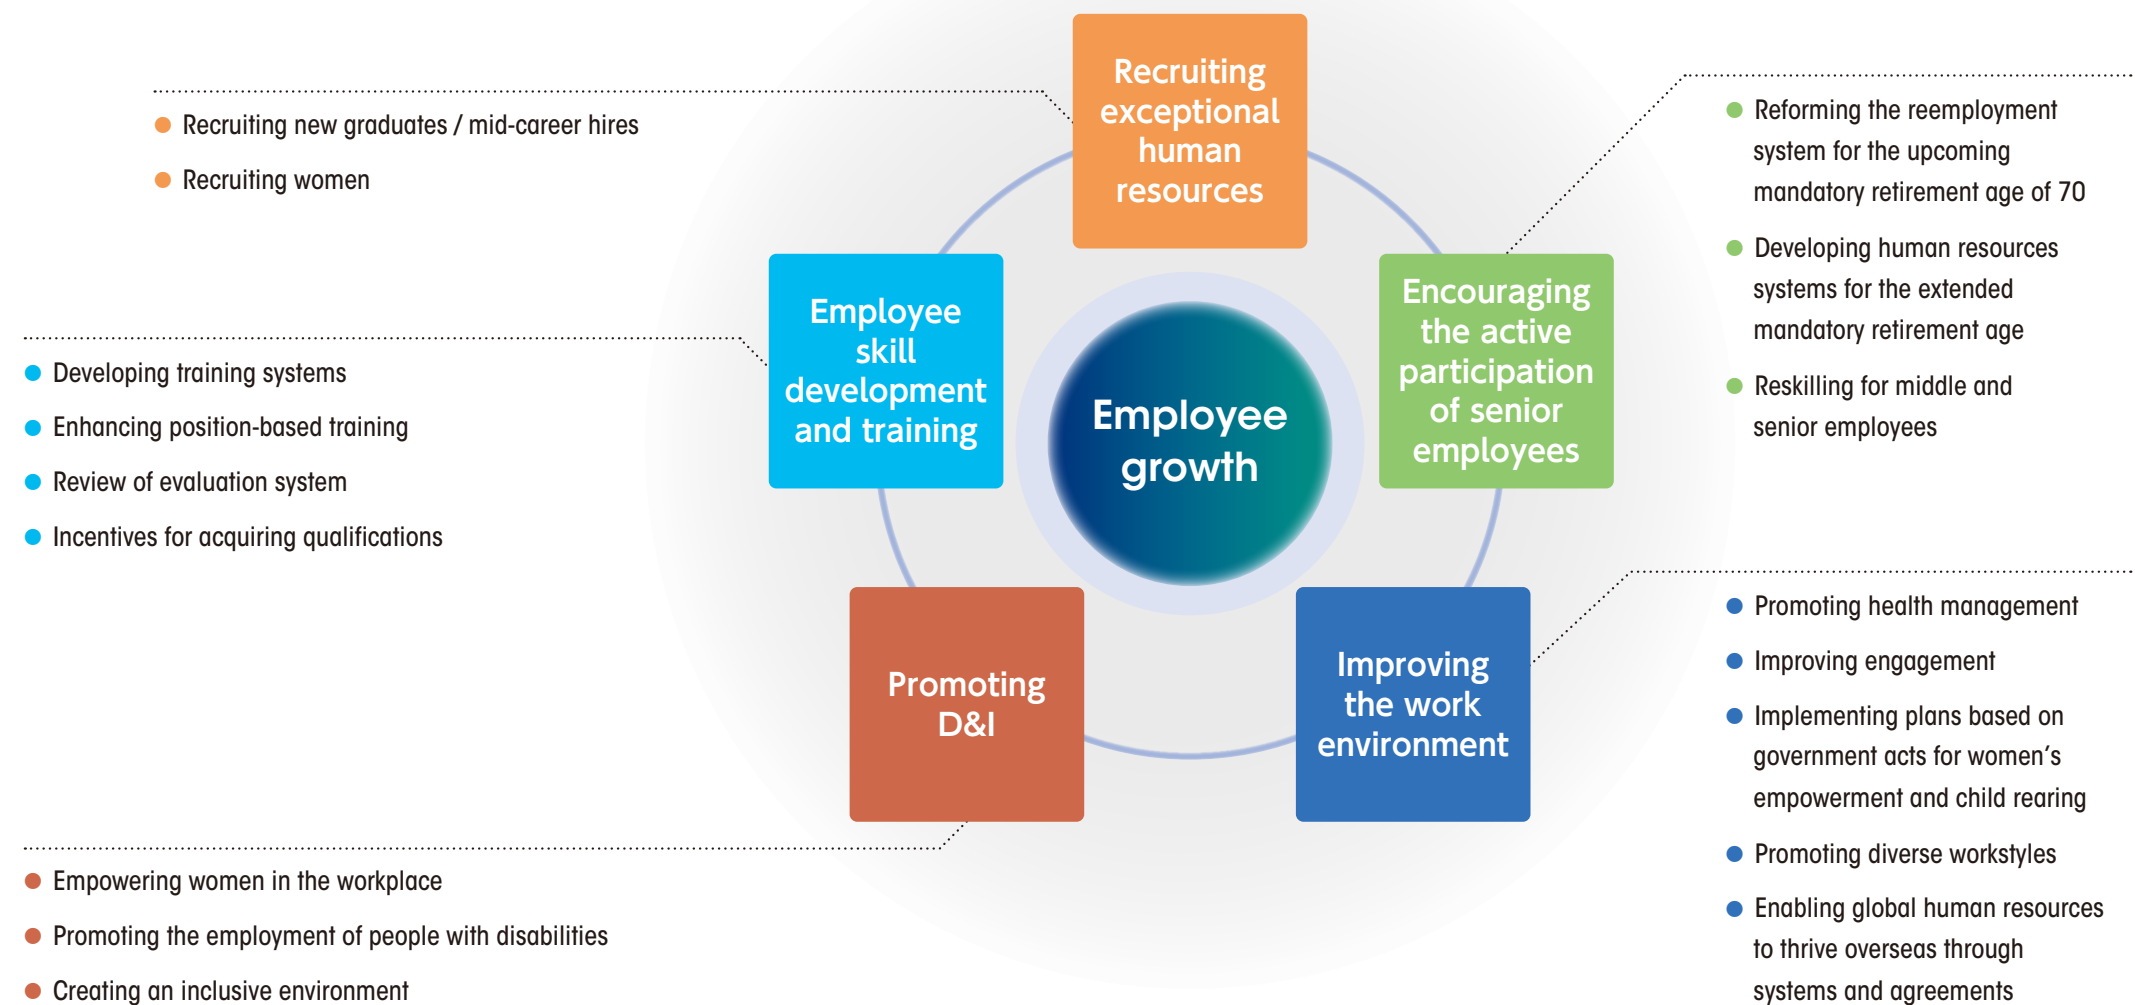 Recruiting
exceptional
human
resources
Recruiting new graduates / mid-career hires
Recruiting women
Encouraging
the active
participation
of senior
employees
Reforming the reemployment
system for the upcoming
mandatory retirement age of 70
Developing human resources
systems for the extended
mandatory retirement age
Reskilling for middle and
senior employees
Employee
skill
development
and training
Developing training systems
Enhancing position-based training
Review of evaluation system
Incentives for acquiring qualifications
Employee
growth
Promoting
D&I
Empowering women in the workplace
Promoting the employment of people with disabilities
Creating an inclusive environment
Improving
the work
environment
Promoting health management
Improving engagement
Implementing plans based on
government acts for women's
empowerment and child rearing
Promoting diverse workstyles
Enabling global human resources
to thrive overseas through
systems and agreements